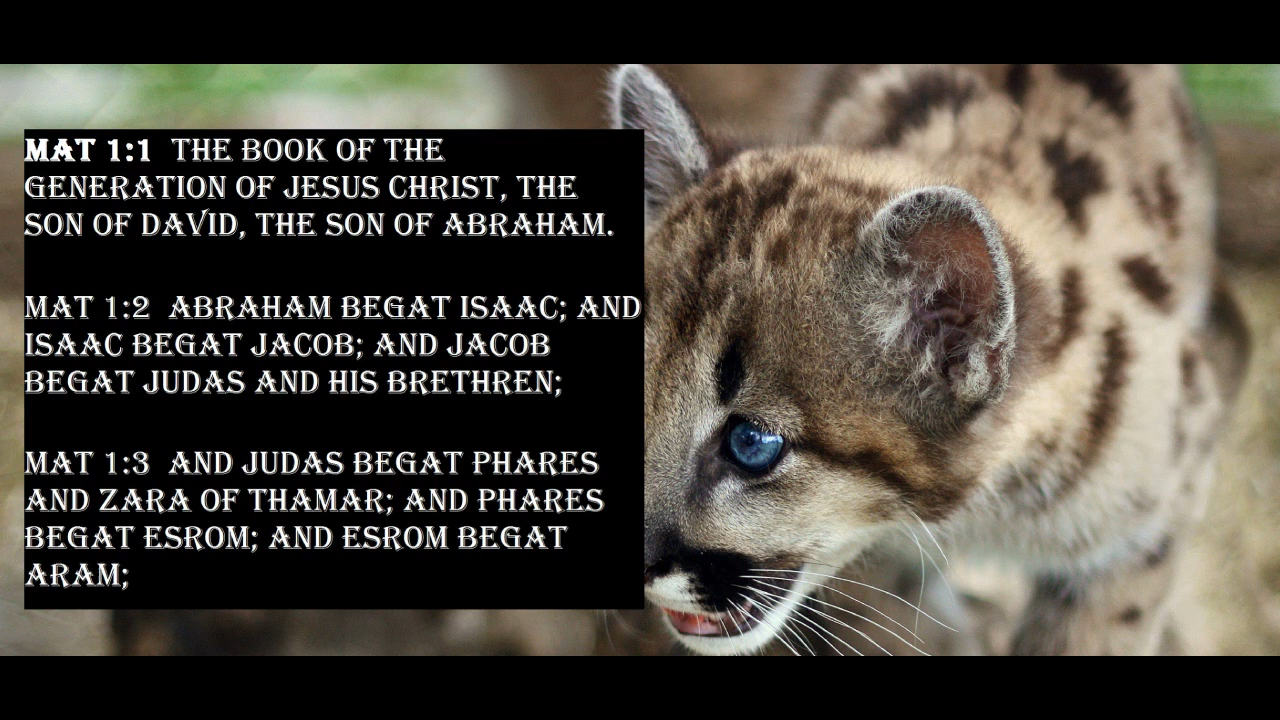 MAT 1:1 THE BOOK OF THE
GENERATION OF JESUS CHRIST, THE
SON OF DAVID, THE SON OF ABRAHAM.
MAT 1:2 ABRAHAM BEGAT ISAAC; AND
ISAAC BEGAT JACOB; AND JACOB
BEGAT JUDAS AND HIS BRETHREN;
MAT 1:3 AND JUDAS BEGAT PHARES
AND ZARA OF THAMAR; AND PHARES
BEGAT ESROM; AND ESROM BEGAT
ARAM;